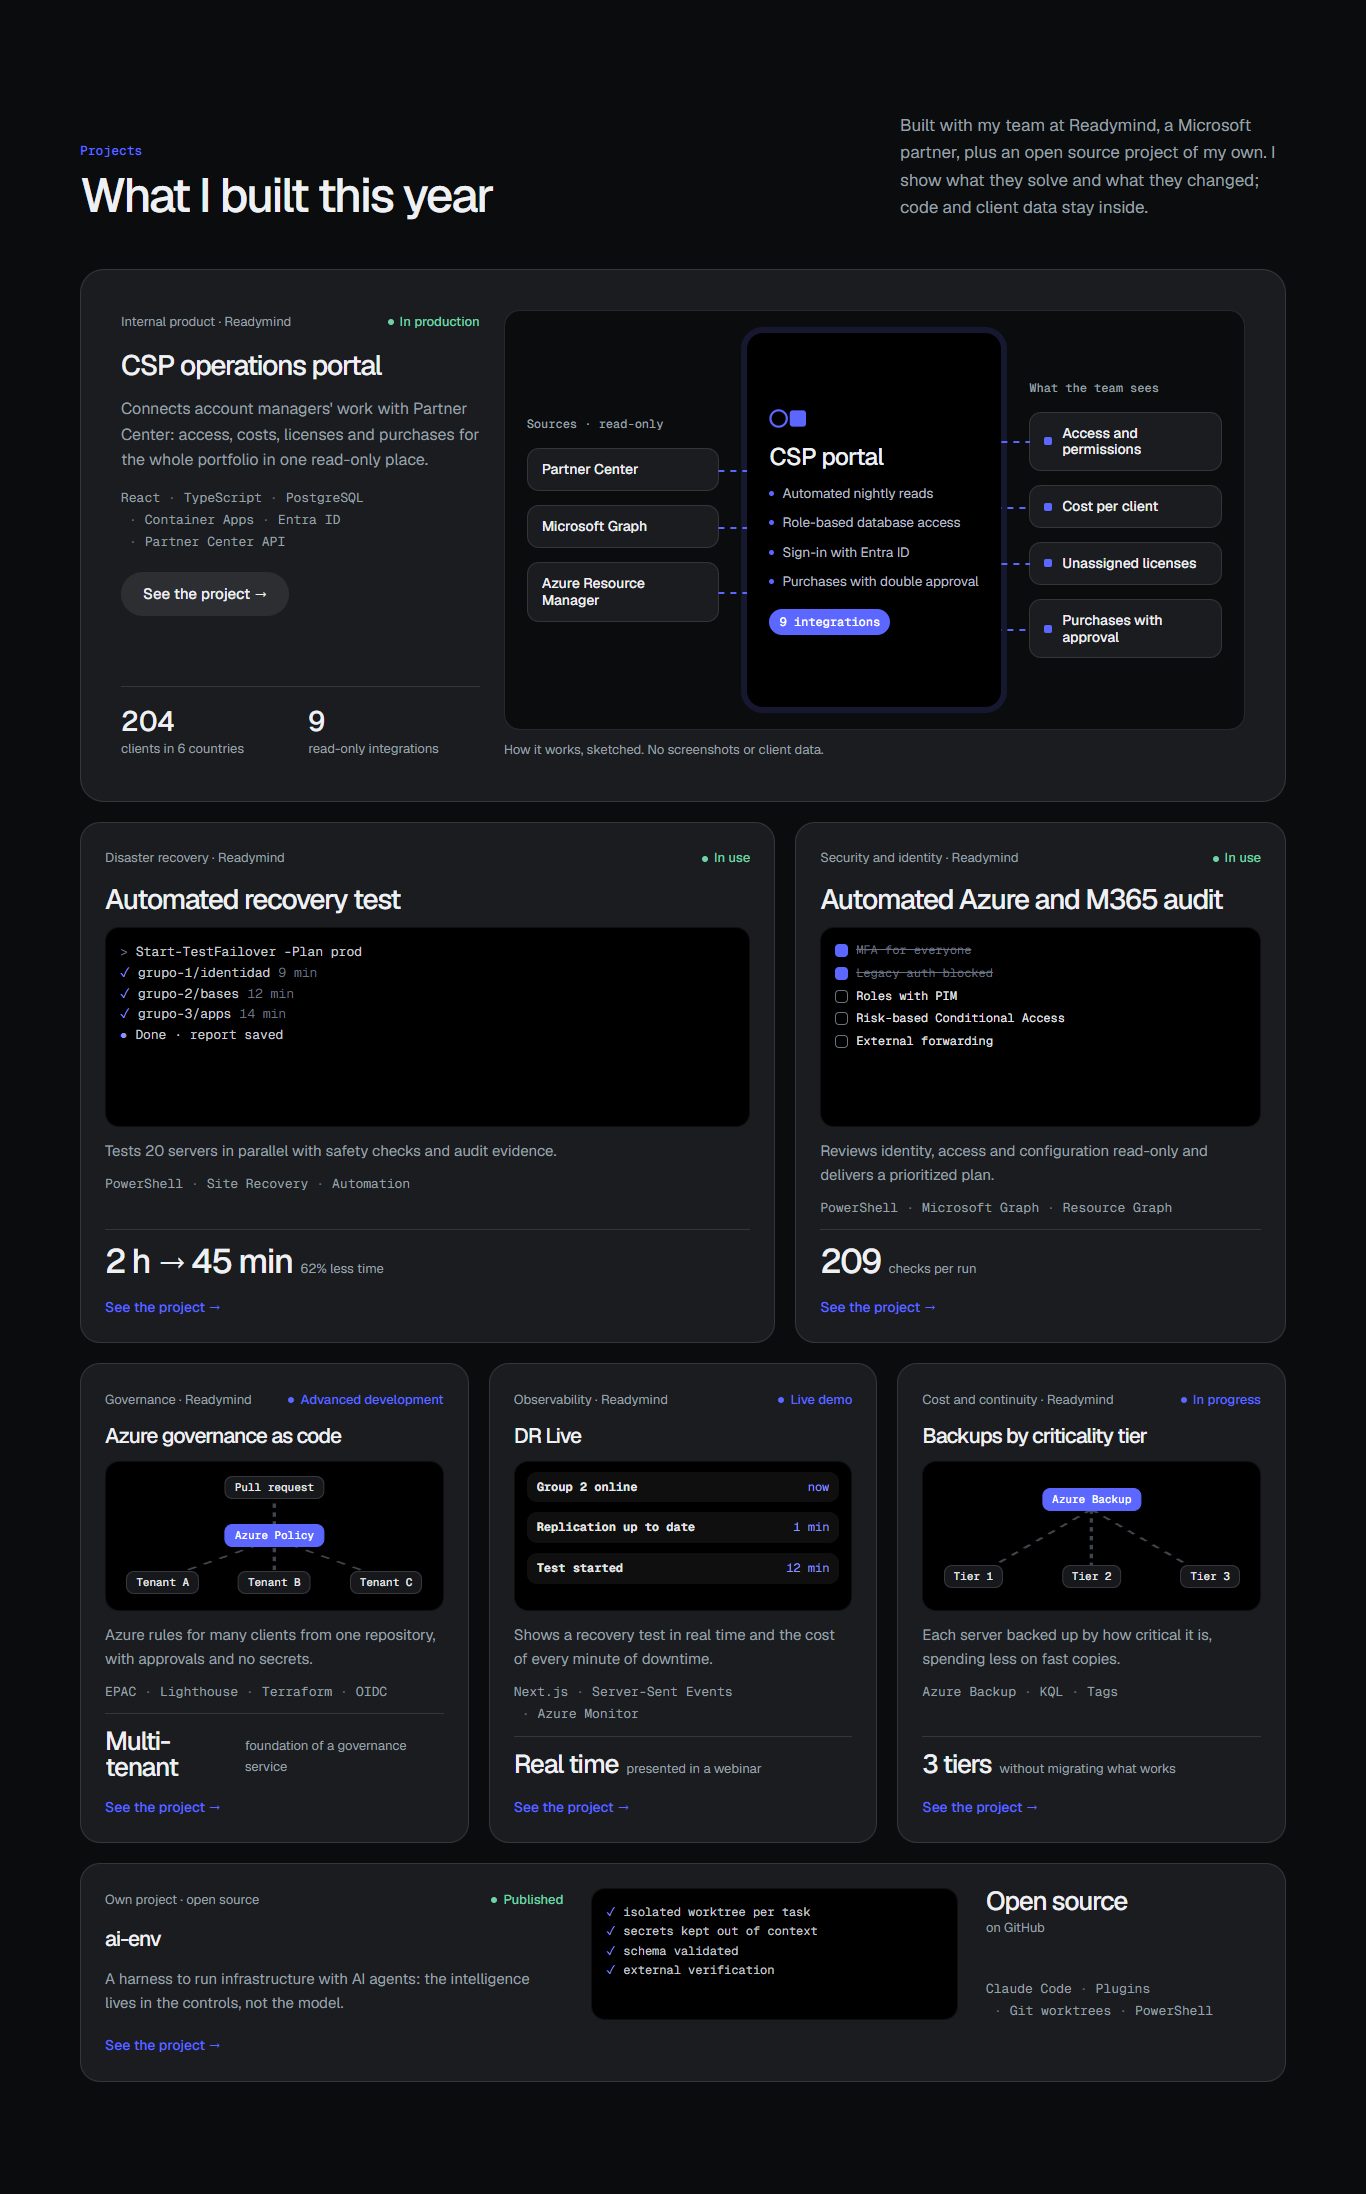 Projects
What I built this year
Built with my team at Readymind, a Microsoft
partner, plus an open source project of my own. I
show what they solve and what they changed;
code and client data stay inside.
Internal product · Readymind
● In production
CSP operations portal
Connects account managers' work with Partner
Center: access, costs, licenses and purchases for
the whole portfolio in one read-only place.
React · TypeScript · PostgreSQL
· Container Apps · Entra ID
· Partner Center API
See the project →
204
clients in 6 countries
9
read-only integrations
Sources · read-only
Partner Center
Microsoft Graph
Azure Resource
Manager
CSP portal
• Automated nightly reads
• Role-based database access
• Sign-in with Entra ID
• Purchases with double approval
9 integrations
What the team sees
Access and
permissions
Cost per client
Unassigned licenses
Purchases with
approval
How it works, sketched. No screenshots or client data.
Disaster recovery · Readymind
● In use
Automated recovery test
> Start-TestFailover -Plan prod
✓ grupo-1/identidad 9 min
✓ grupo-2/bases 12 min
✓ grupo-3/apps 14 min
● Done · report saved
Tests 20 servers in parallel with safety checks and audit evidence.
PowerShell · Site Recovery · Automation
2 h → 45 min 62% less time
See the project →
Security and identity · Readymind
● In use
Automated Azure and M365 audit
MFA for everyone
Legacy auth blocked
Roles with PIM
Risk-based Conditional Access
External forwarding
Reviews identity, access and configuration read-only and
delivers a prioritized plan.
PowerShell · Microsoft Graph · Resource Graph
209 checks per run
See the project →
Governance · Readymind
● Advanced development
Azure governance as code
Pull request
Azure Policy
Tenant A
Tenant B
Tenant C
Azure rules for many clients from one repository,
with approvals and no secrets.
EPAC · Lighthouse · Terraform · OIDC
Multi-
tenant
foundation of a governance
service
See the project →
Observability · Readymind
● Live demo
DR Live
Group 2 online now
Replication up to date 1 min
Test started 12 min
Shows a recovery test in real time and the cost
of every minute of downtime.
Next.js · Server-Sent Events
· Azure Monitor
Real time presented in a webinar
See the project →
Cost and continuity · Readymind
● In progress
Backups by criticality tier
Azure Backup
Tier 1
Tier 2
Tier 3
Each server backed up by how critical it is,
spending less on fast copies.
Azure Backup · KQL · Tags
3 tiers without migrating what works
See the project →
Own project · open source
● Published
ai-env
A harness to run infrastructure with AI agents: the intelligence
lives in the controls, not the model.
See the project →
✓ isolated worktree per task
✓ secrets kept out of context
✓ schema validated
✓ external verification
Open source
on GitHub
Claude Code · Plugins
· Git worktrees · PowerShell